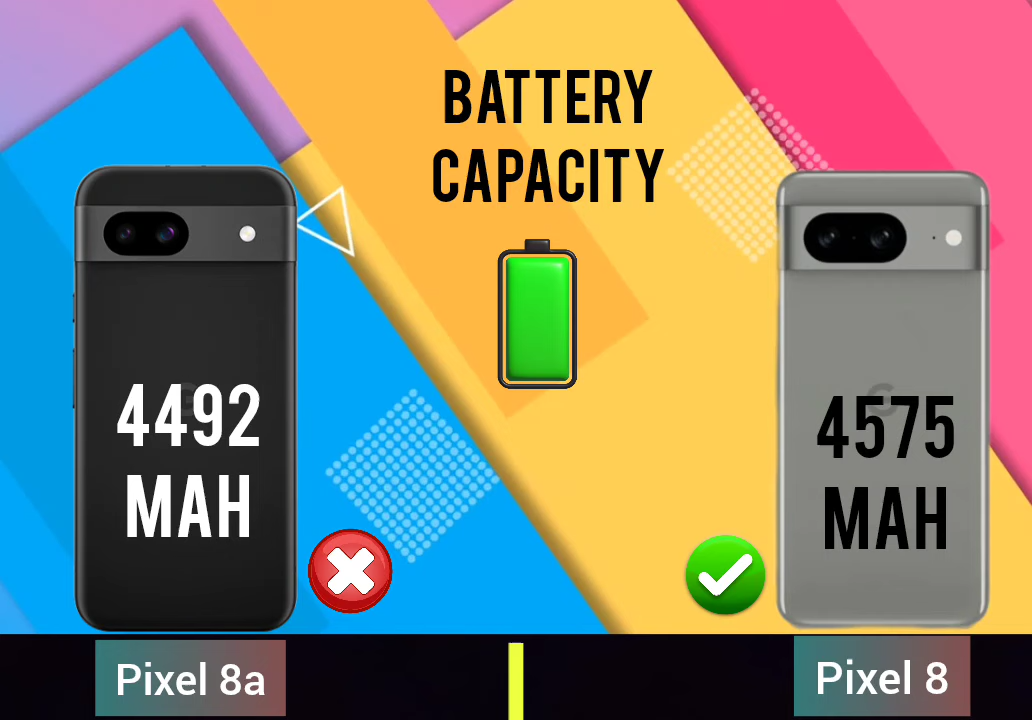 BATTERY
CAPACITY
4492
MAH
4575
MAH
Pixel 8a
Pixel 8